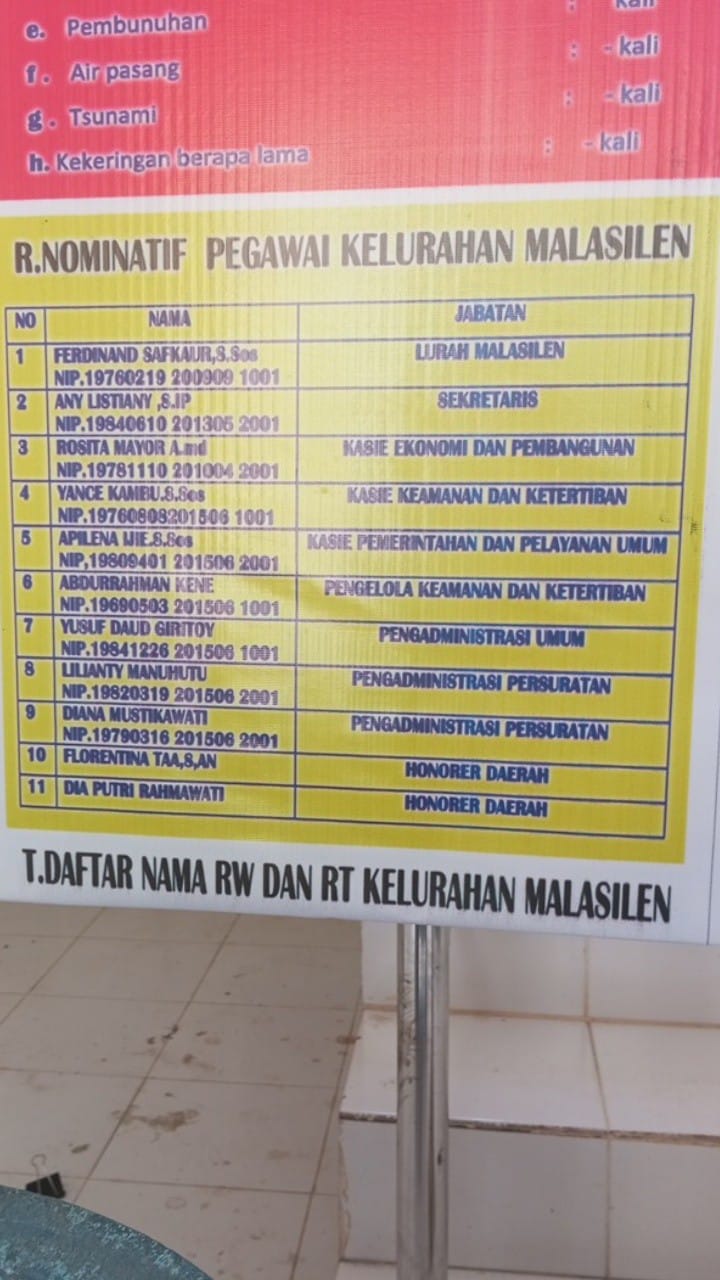 kali
e. Pembunuhan : - kali
f. Air pasang : - kali
g. Tsunami : - kali
h. Kekeringan berapa lama
R.NOMINATIF PEGAWAI KELURAHAN MALASILEN
NO NAMA JABATAN
1 FERDINAND SAFKAUR,S.Sos LURAH MALASILEN
NIP.19760219 200909 1001
2 ANY LISTIANY ,S.IP SEKRETARIS
NIP.19840610 201305 2001
3 ROSITA MAYOR A.md KASIE EKONOMI DAN PEMBANGUNAN
NIP.19781110 201004 2001
4 YANCE KAMBU.S.Sos KASIE KEAMANAN DAN KETERTIBAN
NIP.19760808201506 1001
5 APILENA IJIE.S.Sos KASIE PEMERINTAHAN DAN PELAYANAN UMUM
NIP,19809401 201506 2001
6 ABDURRAHMAN KENE PENGELOLA KEAMANAN DAN KETERTIBAN
NIP.19690503 201506 1001
7 YUSUF DAUD GIRITOY PENGADMINISTRASI UMUM
NIP.19841226 201506 1001
8 LILIANTY MANUHUTU PENGADMINISTRASI PERSURATAN
NIP.19820319 201506 2001
9 DIANA MUSTIKAWATI PENGADMINISTRASI PERSURATAN
NIP.19790316 201506 2001
10 FLORENTINA TAA,S,AN HONORER DAERAH
11 DIA PUTRI RAHMAWATI HONORER DAERAH
T.DAFTAR NAMA RW DAN RT KELURAHAN MALASILEN